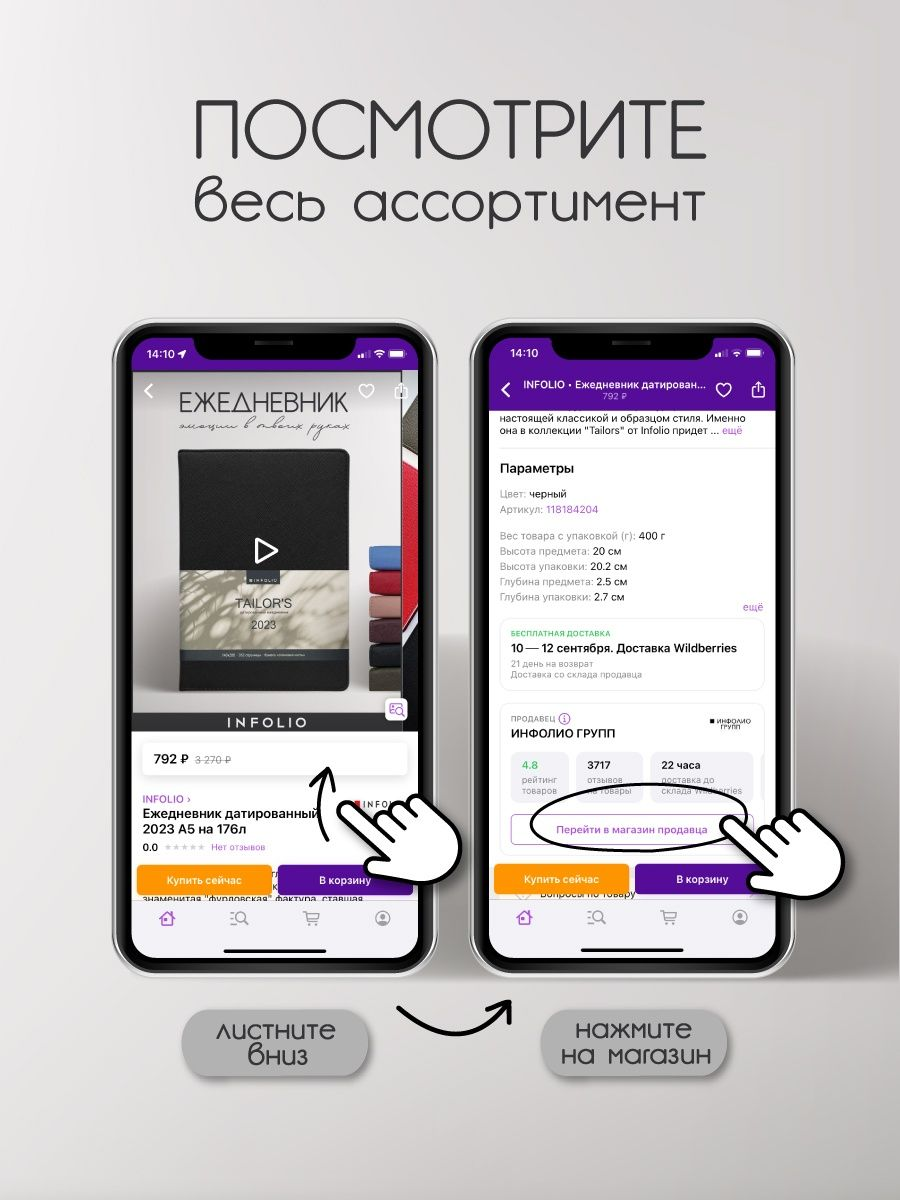 ПОСМОТРИТЕ
весь ассортимент
14:10
ЕЖЕДНЕВНИК
эмоции в твоих руках
INFOLIO
TAILOR'S
датированный ежедневник
2023
INFOLIO
792 ₽ 3 270 ₽
INFOLIO ›
INFOL
Ежедневник датированный
2023 А5 на 176л
0.0 ★★★★★ Нет отзывов
Купить сейчас
В корзину
знаменитая "фурловская" фактура, ставшая
14:10
INFOLIO • Ежедневник датирован...
792 ₽
настоящей классикой и образцом стиля. Именно
она в коллекции "Tailors" от Infolio придет ... ещё
Параметры
Цвет: черный
Артикул: 118184204
Вес товара с упаковкой (г): 400 г
Высота предмета: 20 см
Высота упаковки: 20.2 см
Глубина предмета: 2.5 см
Глубина упаковки: 2.7 см
ещё
БЕСПЛАТНАЯ ДОСТАВКА
10 — 12 сентября. Доставка Wildberries
21 день на возврат
Доставка со склада продавца
ПРОДАВЕЦ
ИНФОЛИО ГРУПП
ИНФОЛИО
ГРУПП
4.8
рейтинг
товаров
3717
отзывов
на товары
22 часа
доставка до
склада Wildberries
Перейти в магазин продавца
Купить сейчас
В корзину
Вопросы по товару
листните
вниз
нажмите
на магазин